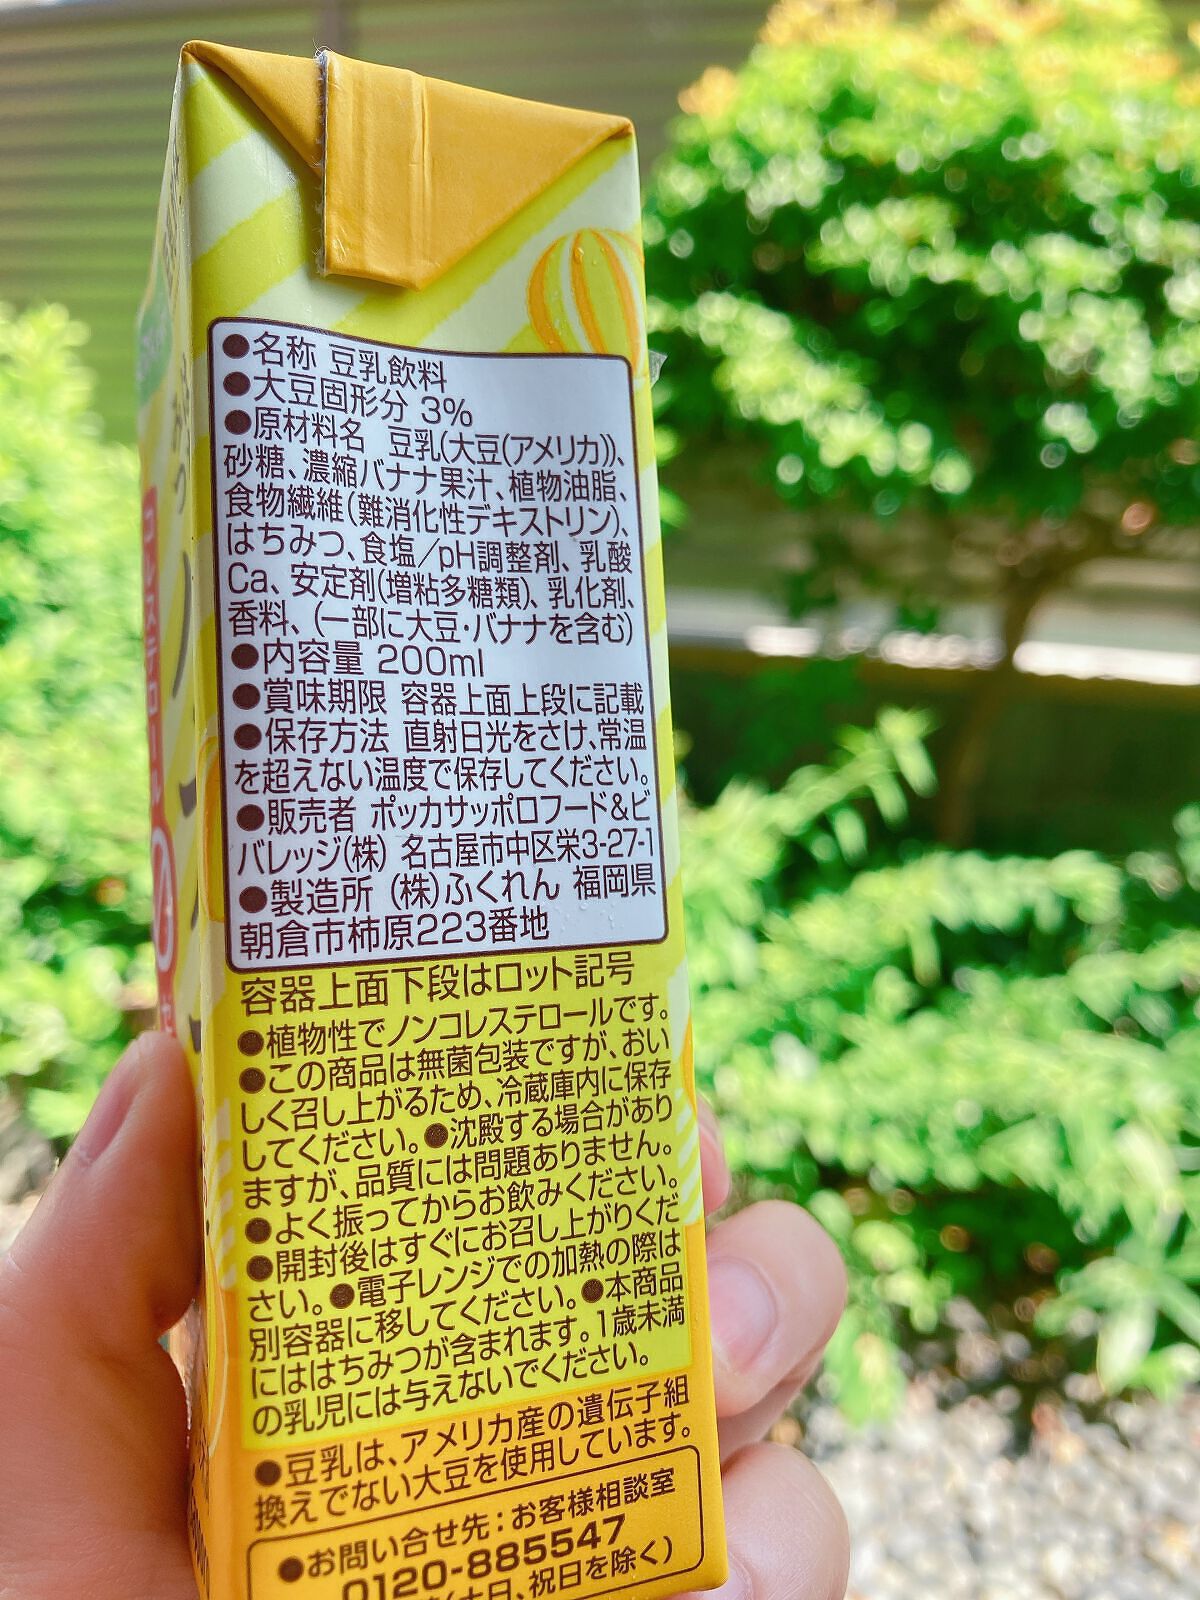 ●名称 豆乳飲料
●大豆固形分 3%
●原材料名 豆乳(大豆(アメリカ))、
砂糖、濃縮バナナ果汁、植物油脂、
食物繊維(難消化性デキストリン)、
はちみつ、食塩/pH調整剤、乳酸
Ca、安定剤(増粘多糖類)、乳化剤、
香料、(一部に大豆・バナナを含む)
●内容量 200ml
●賞味期限 容器上面上段に記載
●保存方法 直射日光をさけ、常温
を超えない温度で保存してください。
●販売者 ポッカサッポロフード&ビ
バレッジ(株) 名古屋市中区栄3-27-1
●製造所 (株)ふくれん 福岡県
朝倉市柿原223番地
容器上面下段はロット記号
●植物性でノンコレステロールです。
●この商品は無菌包装ですが、おい
しく召し上がるため、冷蔵庫内に保存
してください。●沈殿する場合があり
ますが、品質には問題ありません。
●よく振ってからお飲みください。
●開封後はすぐにお召し上がりくだ
さい。●電子レンジでの加熱の際は
別容器に移してください。●本商品
にははちみつが含まれます。1歳未満
の乳児には与えないでください。
●豆乳は、アメリカ産の遺伝子組
換えでない大豆を使用しています。
●お問い合せ先:お客様相談室
0120-885547
(土日、祝日を除く)
コレステロール